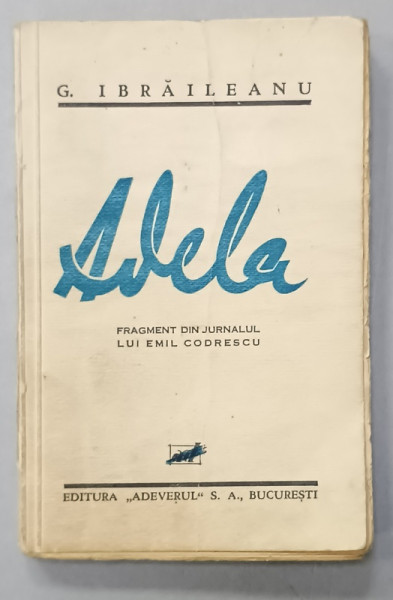 G. IBRĂILEANU
Adela
FRAGMENT DIN JURNALUL
LUI EMIL CODRESCU
EDITURA „ADEVERUL" S. A., BUCUREȘTI